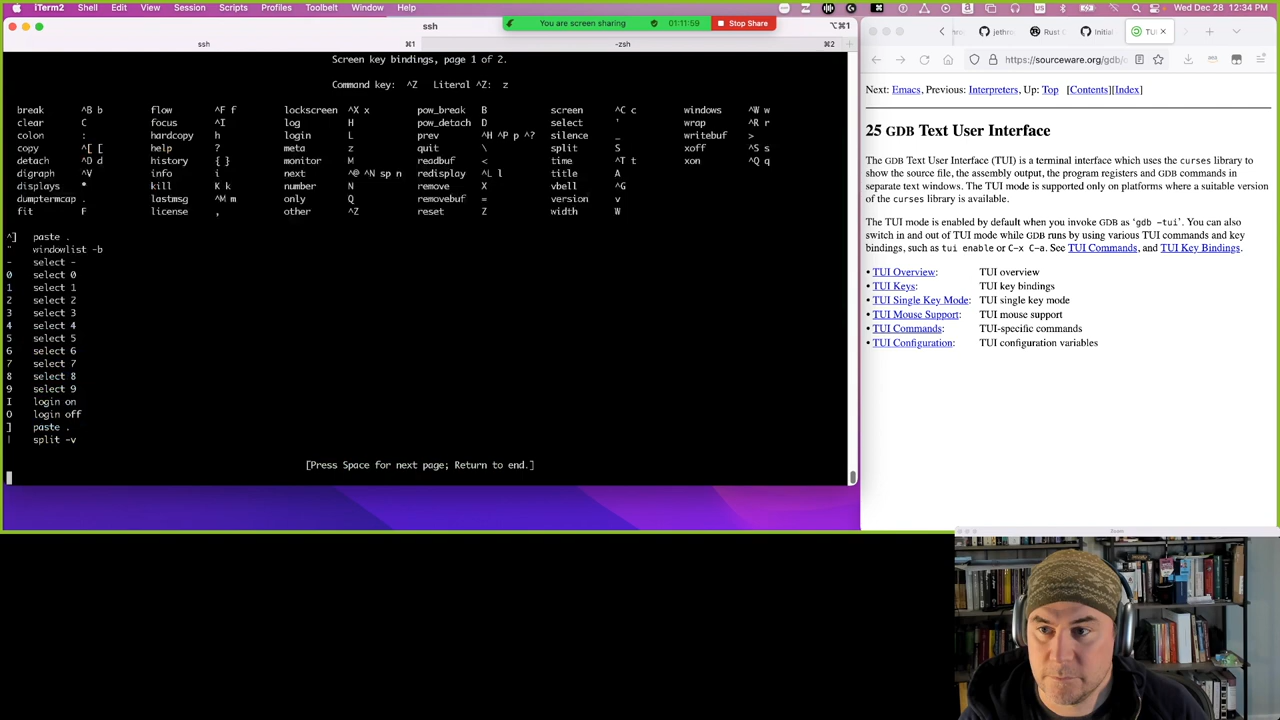 iTerm2 Shell Edit View Session Scripts Profiles Toolbelt Window Help
Wed Dec 28 12:34 PM
You are screen sharing 01:11:59 Stop Share
ssh ⌥⌘1
ssh ⌘1 -zsh ⌘2
Screen key bindings, page 1 of 2.
Command key: ^Z Literal ^Z: z
break ^B b flow ^F f lockscreen ^X x pow_break B screen ^C c windows ^W w
clear C focus ^I log H pow_detach D select ' wrap ^R r
colon : hardcopy h login L prev ^H ^P p ^? silence _ writebuf >
copy ^[ [ help ? meta z quit \ split S xoff ^S s
detach ^D d history { } monitor M readbuf < time ^T t xon ^Q q
digraph ^V info i next ^@ ^N sp n redisplay ^L l title A
displays * kill K k number N remove X vbell ^G
dumptermcap . lastmsg ^M m only Q removebuf = version v
fit F license , other ^Z reset Z width W
^] paste .
" windowlist -b
- select -
0 select 0
1 select 1
2 select 2
3 select 3
4 select 4
5 select 5
6 select 6
7 select 7
8 select 8
9 select 9
I login on
O login off
] paste .
| split -v
[Press Space for next page; Return to end.]
jethro Rust Initial TUI
https://sourceware.org/gdb/o
Next: Emacs, Previous: Interpreters, Up: Top [Contents][Index]
25 GDB Text User Interface
The GDB Text User Interface (TUI) is a terminal interface which uses the curses library to
show the source file, the assembly output, the program registers and GDB commands in
separate text windows. The TUI mode is supported only on platforms where a suitable version
of the curses library is available.
The TUI mode is enabled by default when you invoke GDB as ‘gdb -tui’. You can also
switch in and out of TUI mode while GDB runs by using various TUI commands and key
bindings, such as tui enable or C-x C-a. See TUI Commands, and TUI Key Bindings.
• TUI Overview: TUI overview
• TUI Keys: TUI key bindings
• TUI Single Key Mode: TUI single key mode
• TUI Mouse Support: TUI mouse support
• TUI Commands: TUI-specific commands
• TUI Configuration: TUI configuration variables